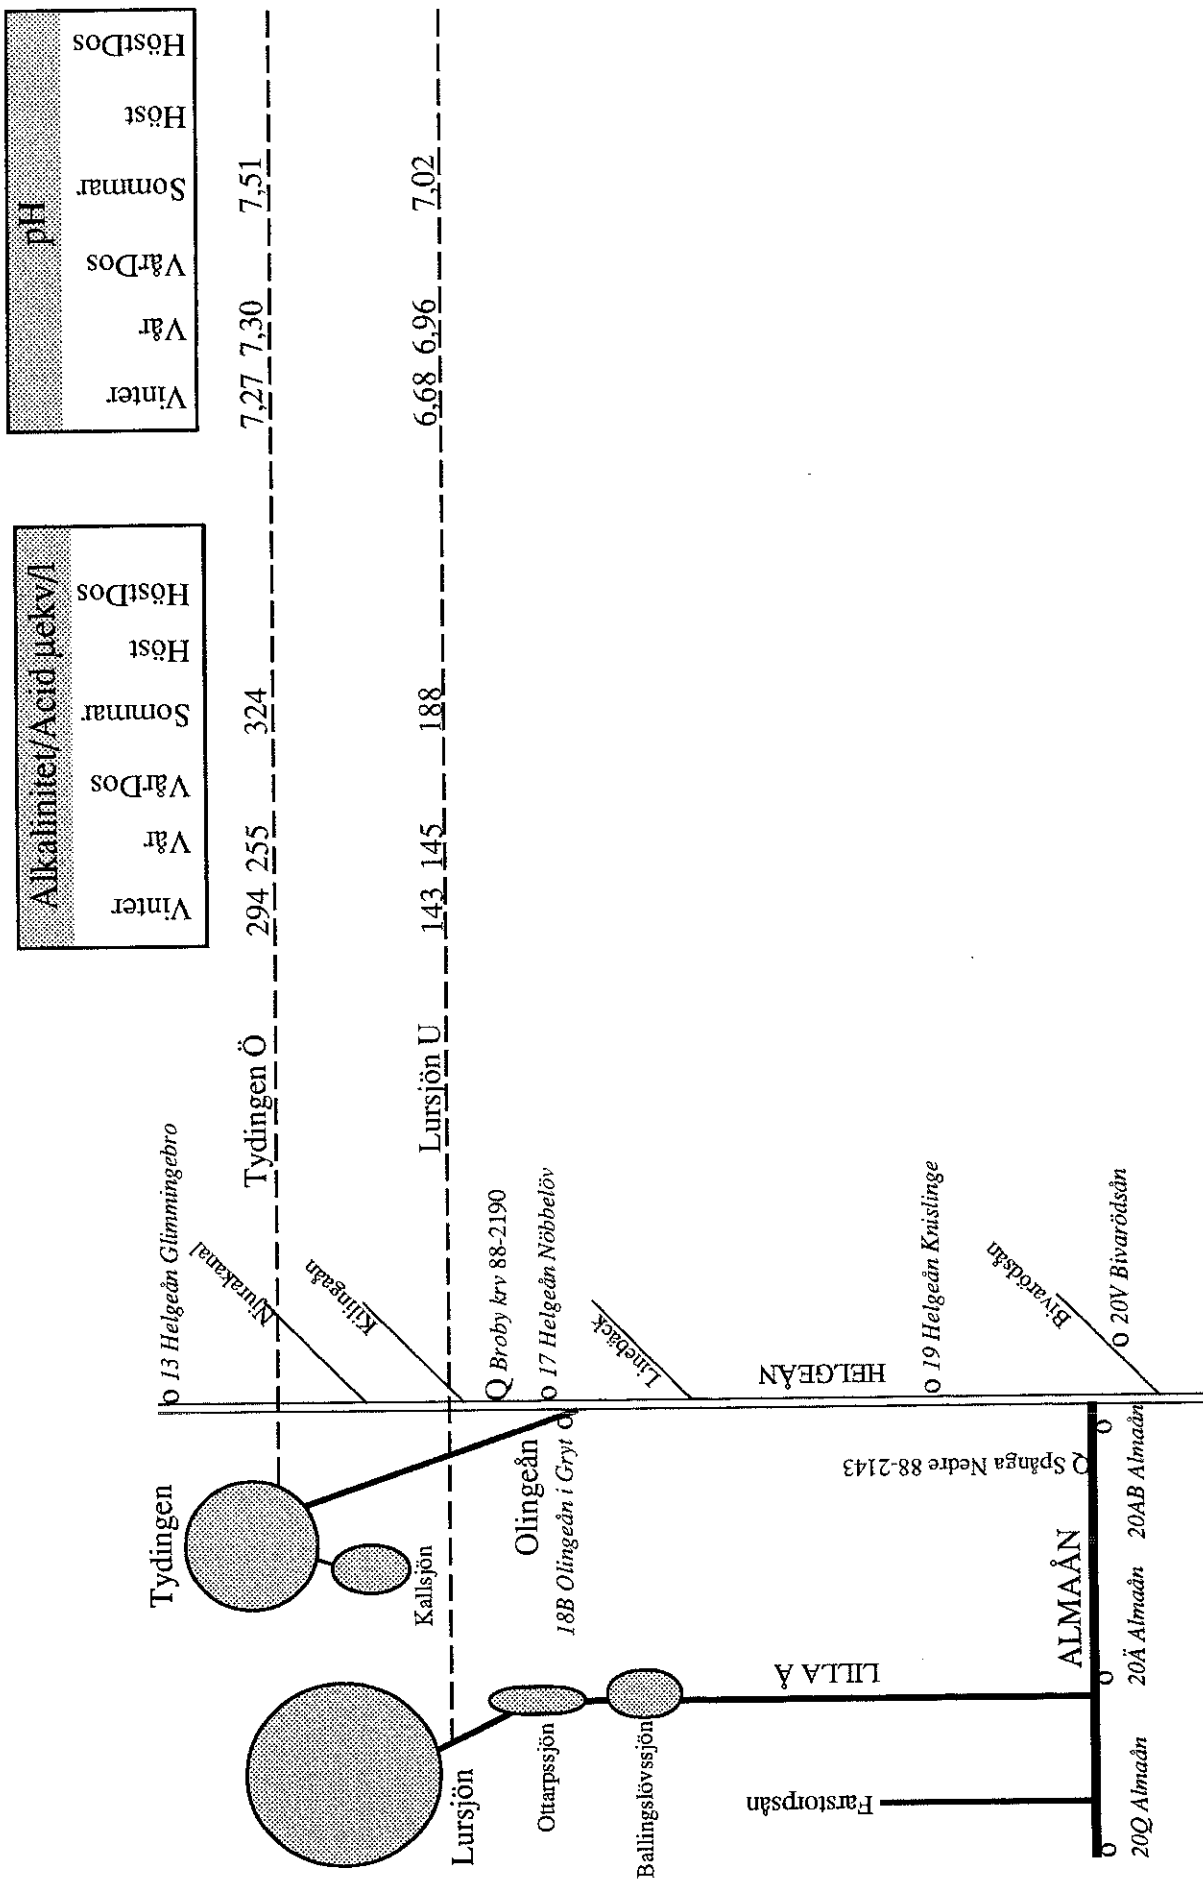 Alkalinitet/Acid µekv/l
Vinter Vår VårDos Sommar Höst HöstDos
pH
Vinter Vår VårDos Sommar Höst HöstDos
Tydingen
13 Helgeån Glimmingebro
Njurakanal
Tydingen Ö 294 255 324 7,27 7,30 7,51
Kallsjön
Kilingaån
Lursjön
Lursjön U 143 145 188 6,68 6,96 7,02
Q Broby krv 88-2190
Olingeån
17 Helgeån Nöbbelöv
18B Olingeån i Gryt
Ottarpssjön
Linebäck
Ballingslövssjön
HELGEÅN
LILLA Å
Farstorpsån
19 Helgeån Knislinge
Q Spånga Nedre 88-2143
Bivarödsån
ALMAÅN
20V Bivarödsån
20Q Almaån
20Ä Almaån
20AB Almaån